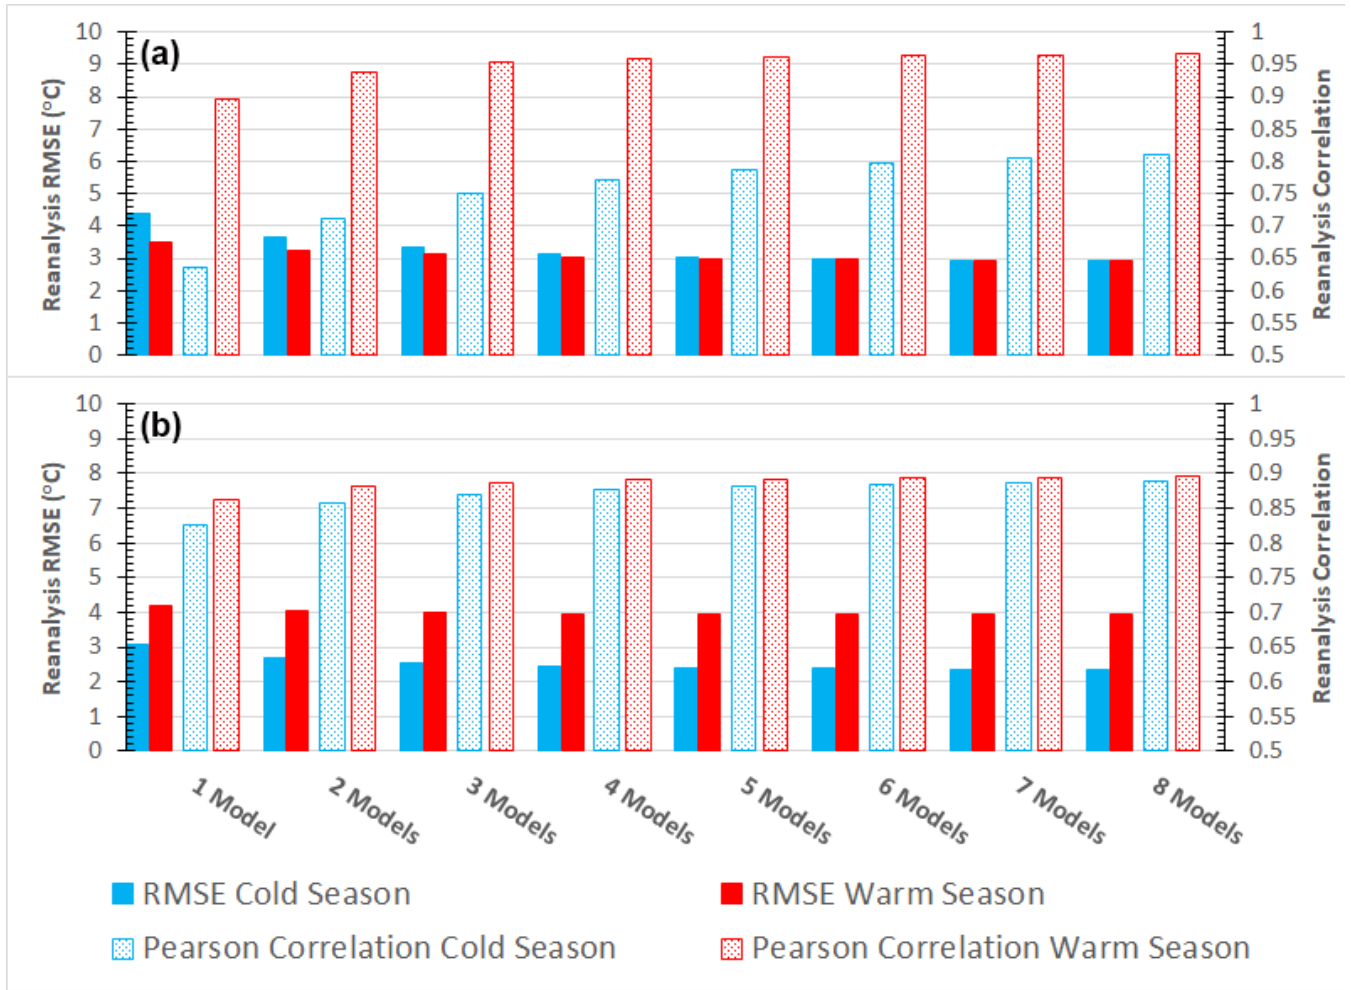 (a)
Reanalysis RMSE (°C)
10
9
8
7
6
5
4
3
2
1
0
1
0.95
0.9
0.85
0.8
0.75
0.7
0.65
0.6
0.55
0.5
Reanalysis Correlation
(b)
Reanalysis RMSE (°C)
10
9
8
7
6
5
4
3
2
1
0
1
0.95
0.9
0.85
0.8
0.75
0.7
0.65
0.6
0.55
0.5
Reanalysis Correlation
1 Model
2 Models
3 Models
4 Models
5 Models
6 Models
7 Models
8 Models
RMSE Cold Season
RMSE Warm Season
Pearson Correlation Cold Season
Pearson Correlation Warm Season